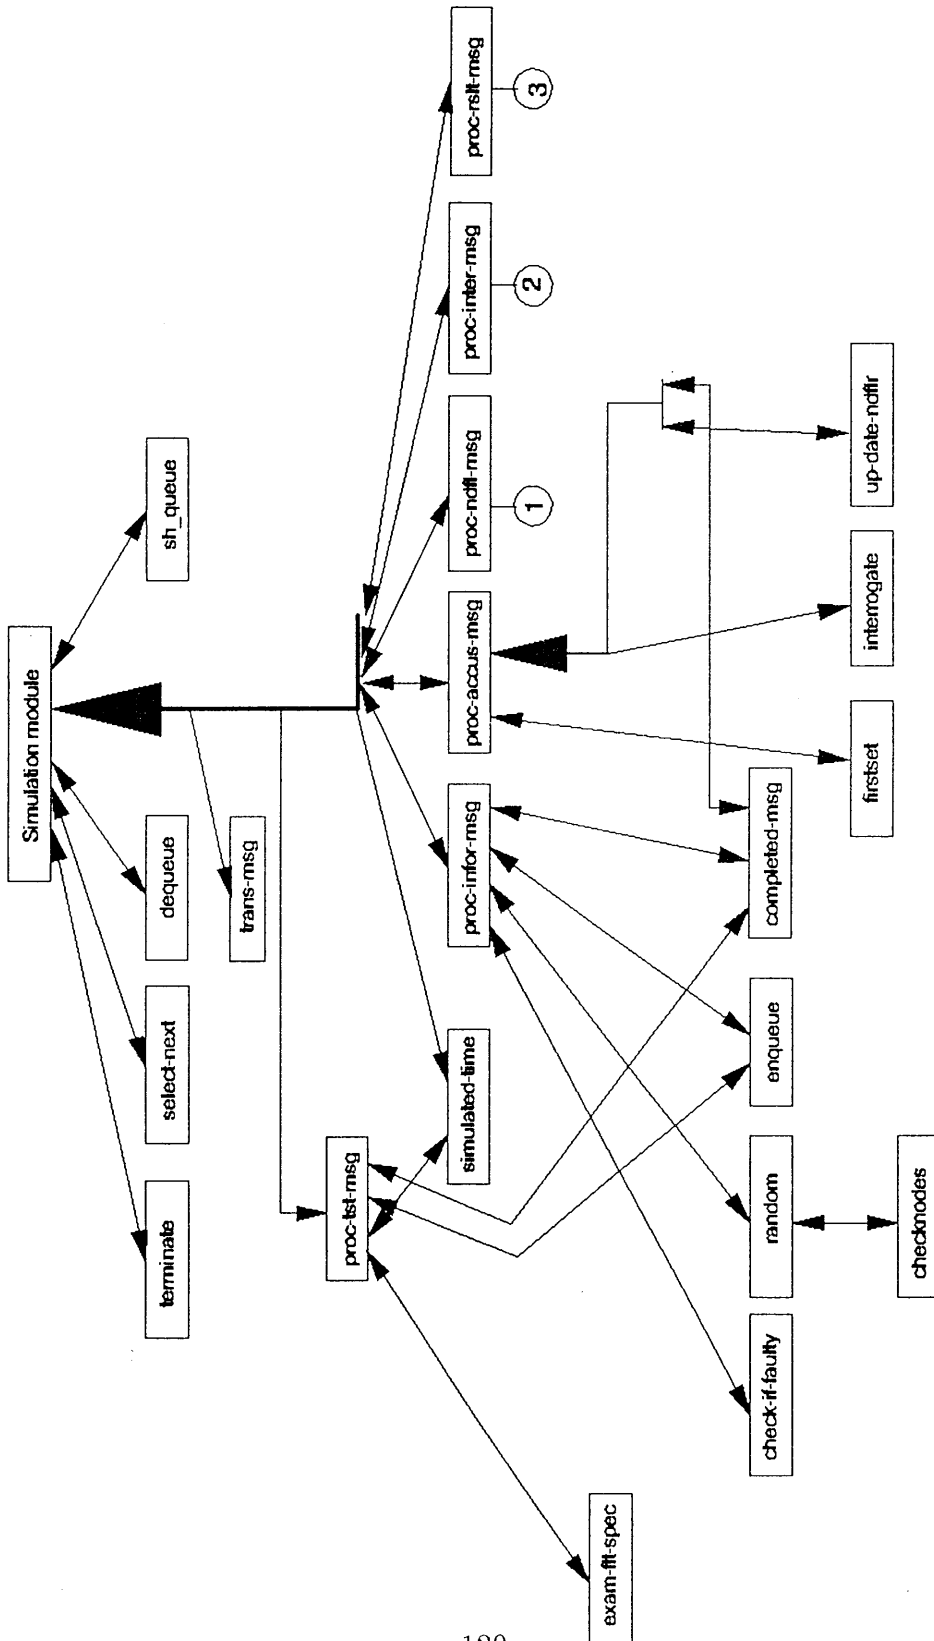 Simulation module
terminate
select-next
dequeue
sh_queue
trans-msg
proc-tst-msg
simulated-time
proc-infor-msg
proc-accus-msg
proc-ndfl-msg
proc-inter-msg
proc-rslt-msg
1
2
3
exam-flt-spec
check-if-faulty
random
enqueue
completed-msg
firstset
interrogate
up-date-ndflr
checknodes